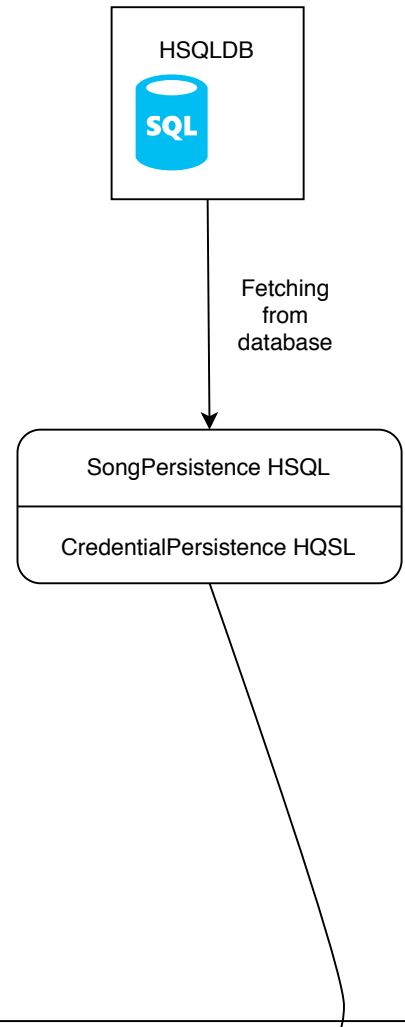 HSQLDB
SQL
Fetching
from
database
SongPersistence HSQL
CredentialPersistence HQSL